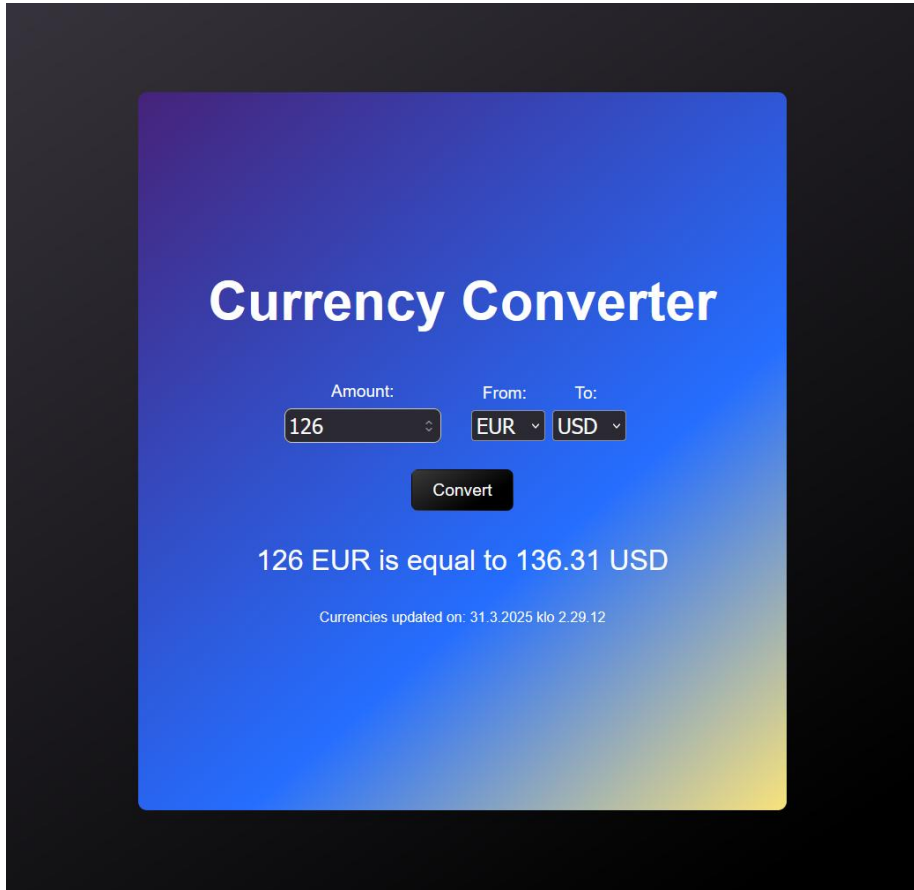 Currency Converter
Amount: From: To:
126 EUR USD
Convert
126 EUR is equal to 136.31 USD
Currencies updated on: 31.3.2025 klo 2.29.12